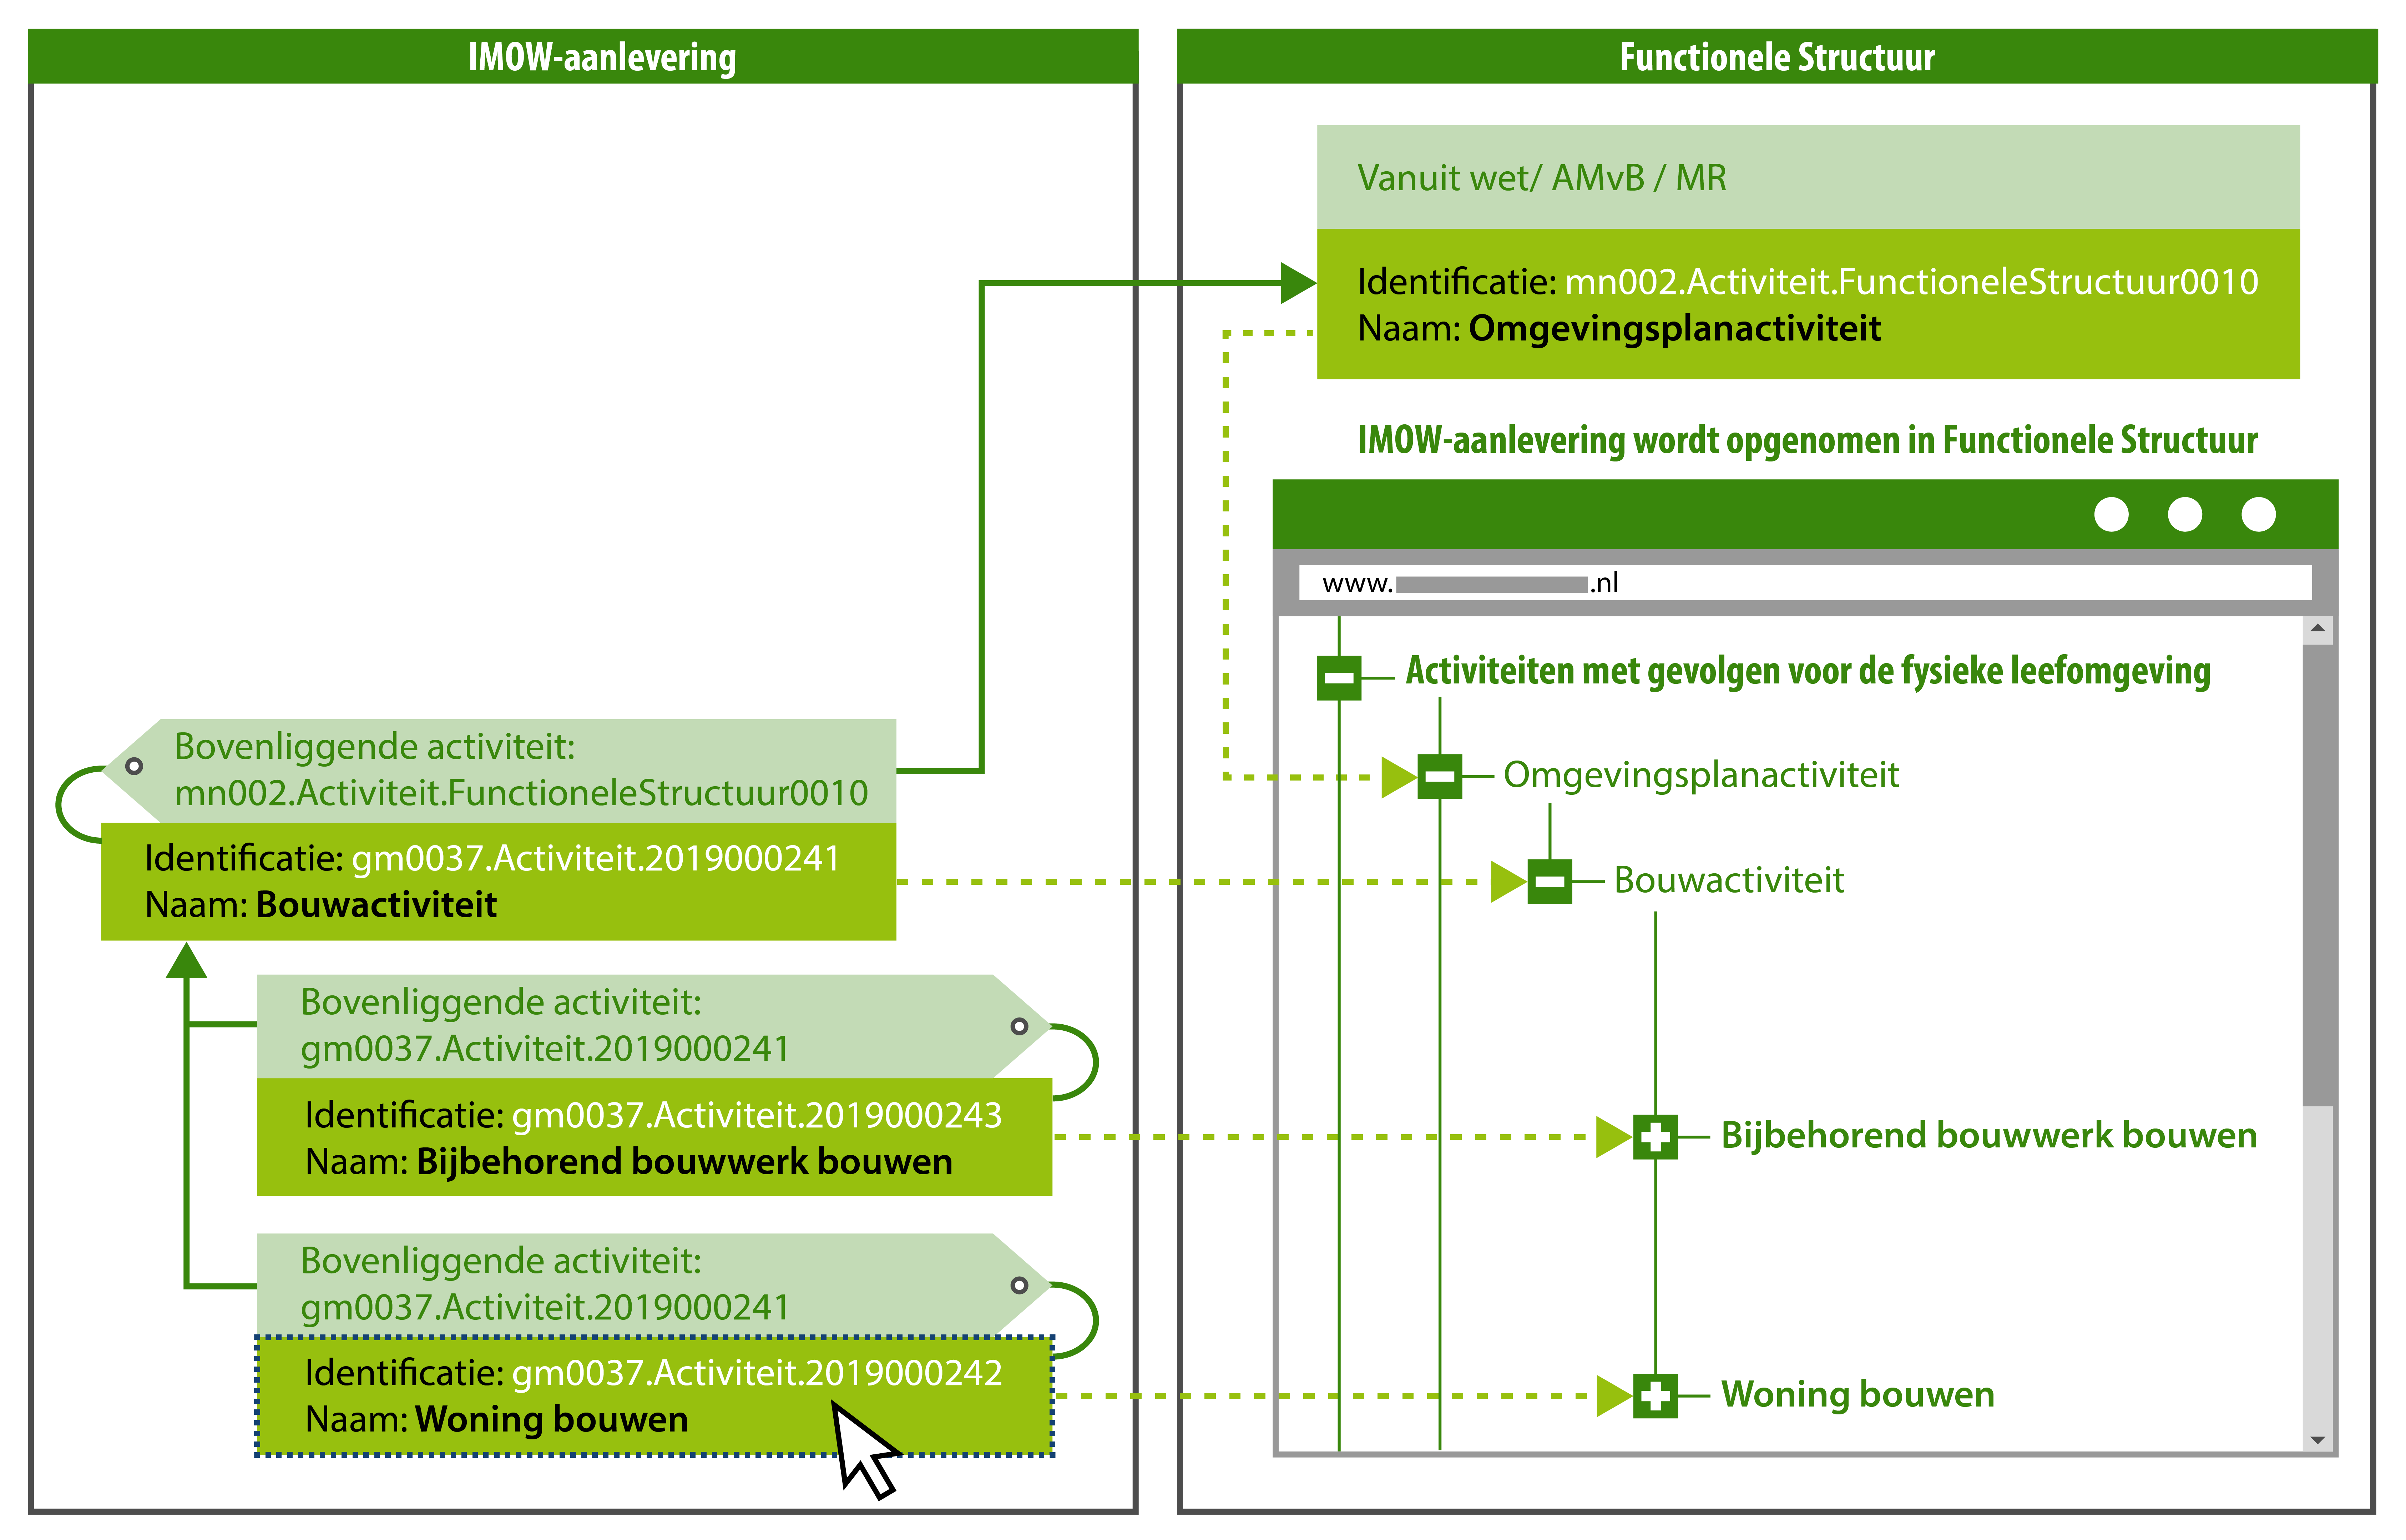 IMOW-aanlevering
Bovenliggende activiteit:
mn002.Activiteit.FunctioneleStructuur0010
Identificatie: gm0037.Activiteit.2019000241
Naam: Bouwactiviteit
Bovenliggende activiteit:
gm0037.Activiteit.2019000241
Identificatie: gm0037.Activiteit.2019000243
Naam: Bijbehorend bouwwerk bouwen
Bovenliggende activiteit:
gm0037.Activiteit.2019000241
Identificatie: gm0037.Activiteit.2019000242
Naam: Woning bouwen
Functionele Structuur
Vanuit wet/ AMvB / MR
Identificatie: mn002.Activiteit.FunctioneleStructuur0010
Naam: Omgevingsplanactiviteit
IMOW-aanlevering wordt opgenomen in Functionele Structuur
www. .nl
Activiteiten met gevolgen voor de fysieke leefomgeving
Omgevingsplanactiviteit
Bouwactiviteit
Bijbehorend bouwwerk bouwen
Woning bouwen